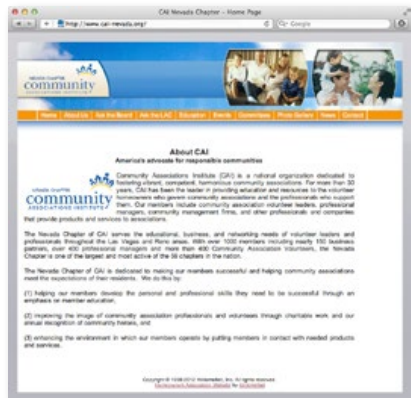 CAI Nevada Chapter - Home Page
http://www.cai-nevada.org/
Google
NEVADA CHAPTER
community
ASSOCIATIONS INSTITUTE
Home About Us Ask the Board Ask the LAC Education Events Committees Photo Gallery News Contact
About CAI
America's advocate for responsible communities
NEVADA CHAPTER
community
ASSOCIATIONS INSTITUTE
Community Associations Institute (CAI) is a national organization dedicated to
fostering vibrant, competent, harmonious community associations. For more than 30
years, CAI has been the leader in providing education and resources to the volunteer
homeowners who govern community associations and the professionals who support
them. Our members include community association volunteer leaders, professional
managers, community management firms, and other professionals and companies
that provide products and services to associations.
The Nevada Chapter of CAI serves the educational, business, and networking needs of volunteer leaders and
professionals throughout the Las Vegas and Reno areas. With over 1000 members including nearly 150 business
partners, over 400 professional managers and more than 400 Community Association Volunteers, the Nevada
Chapter is one of the largest and most active of the 58 chapters in the nation.
The Nevada Chapter of CAI is dedicated to making our members successful and helping community associations
meet the expectations of their residents. We do this by:
(1) helping our members develop the personal and professional skills they need to be successful through an
emphasis on member education,
(2) improving the image of community association professionals and volunteers through charitable work and our
annual recognition of community heroes, and
(3) enhancing the environment in which our members operate by putting members in contact with needed products
and services.